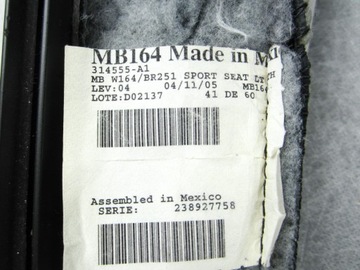 MB164 Made in
314555-A1
MB W164/BR251 SPORT SEAT
LEV:04 04/11/05 MB164
LOTE:D02137 41 DE 60
Assembled in Mexico
SERIE: 238927758